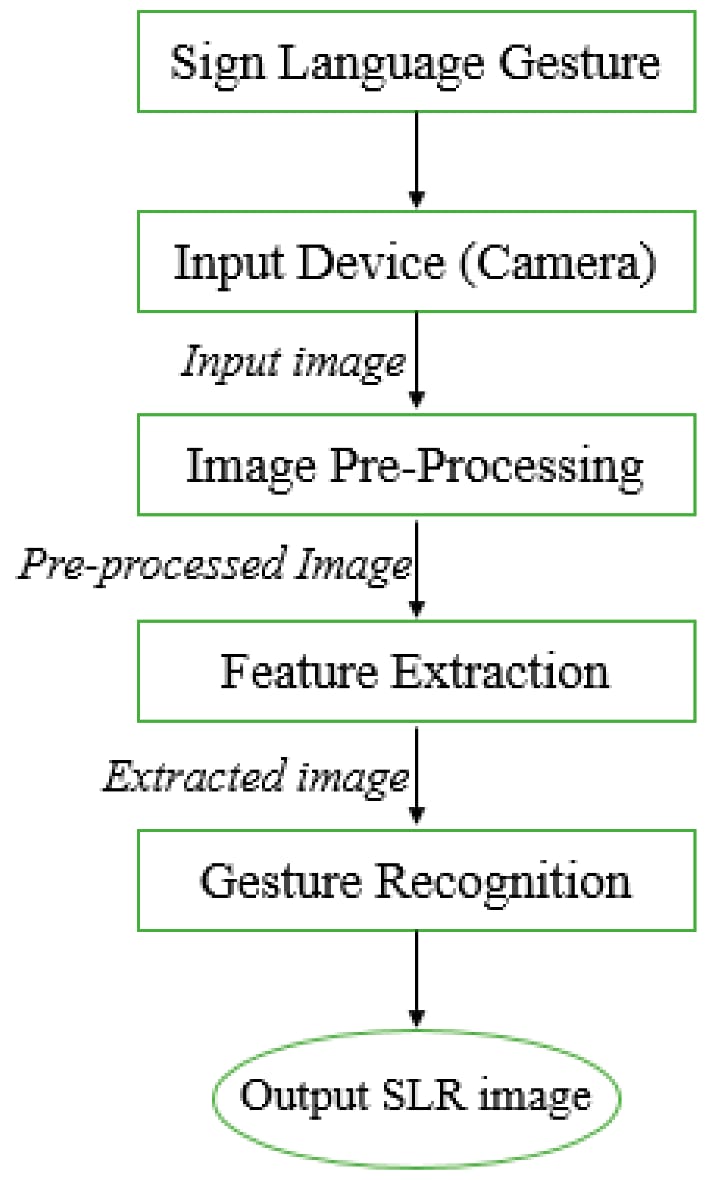 Sign Language Gesture
Input Device (Camera)
Input image
Image Pre-Processing
Pre-processed Image
Feature Extraction
Extracted image
Gesture Recognition
Output SLR image